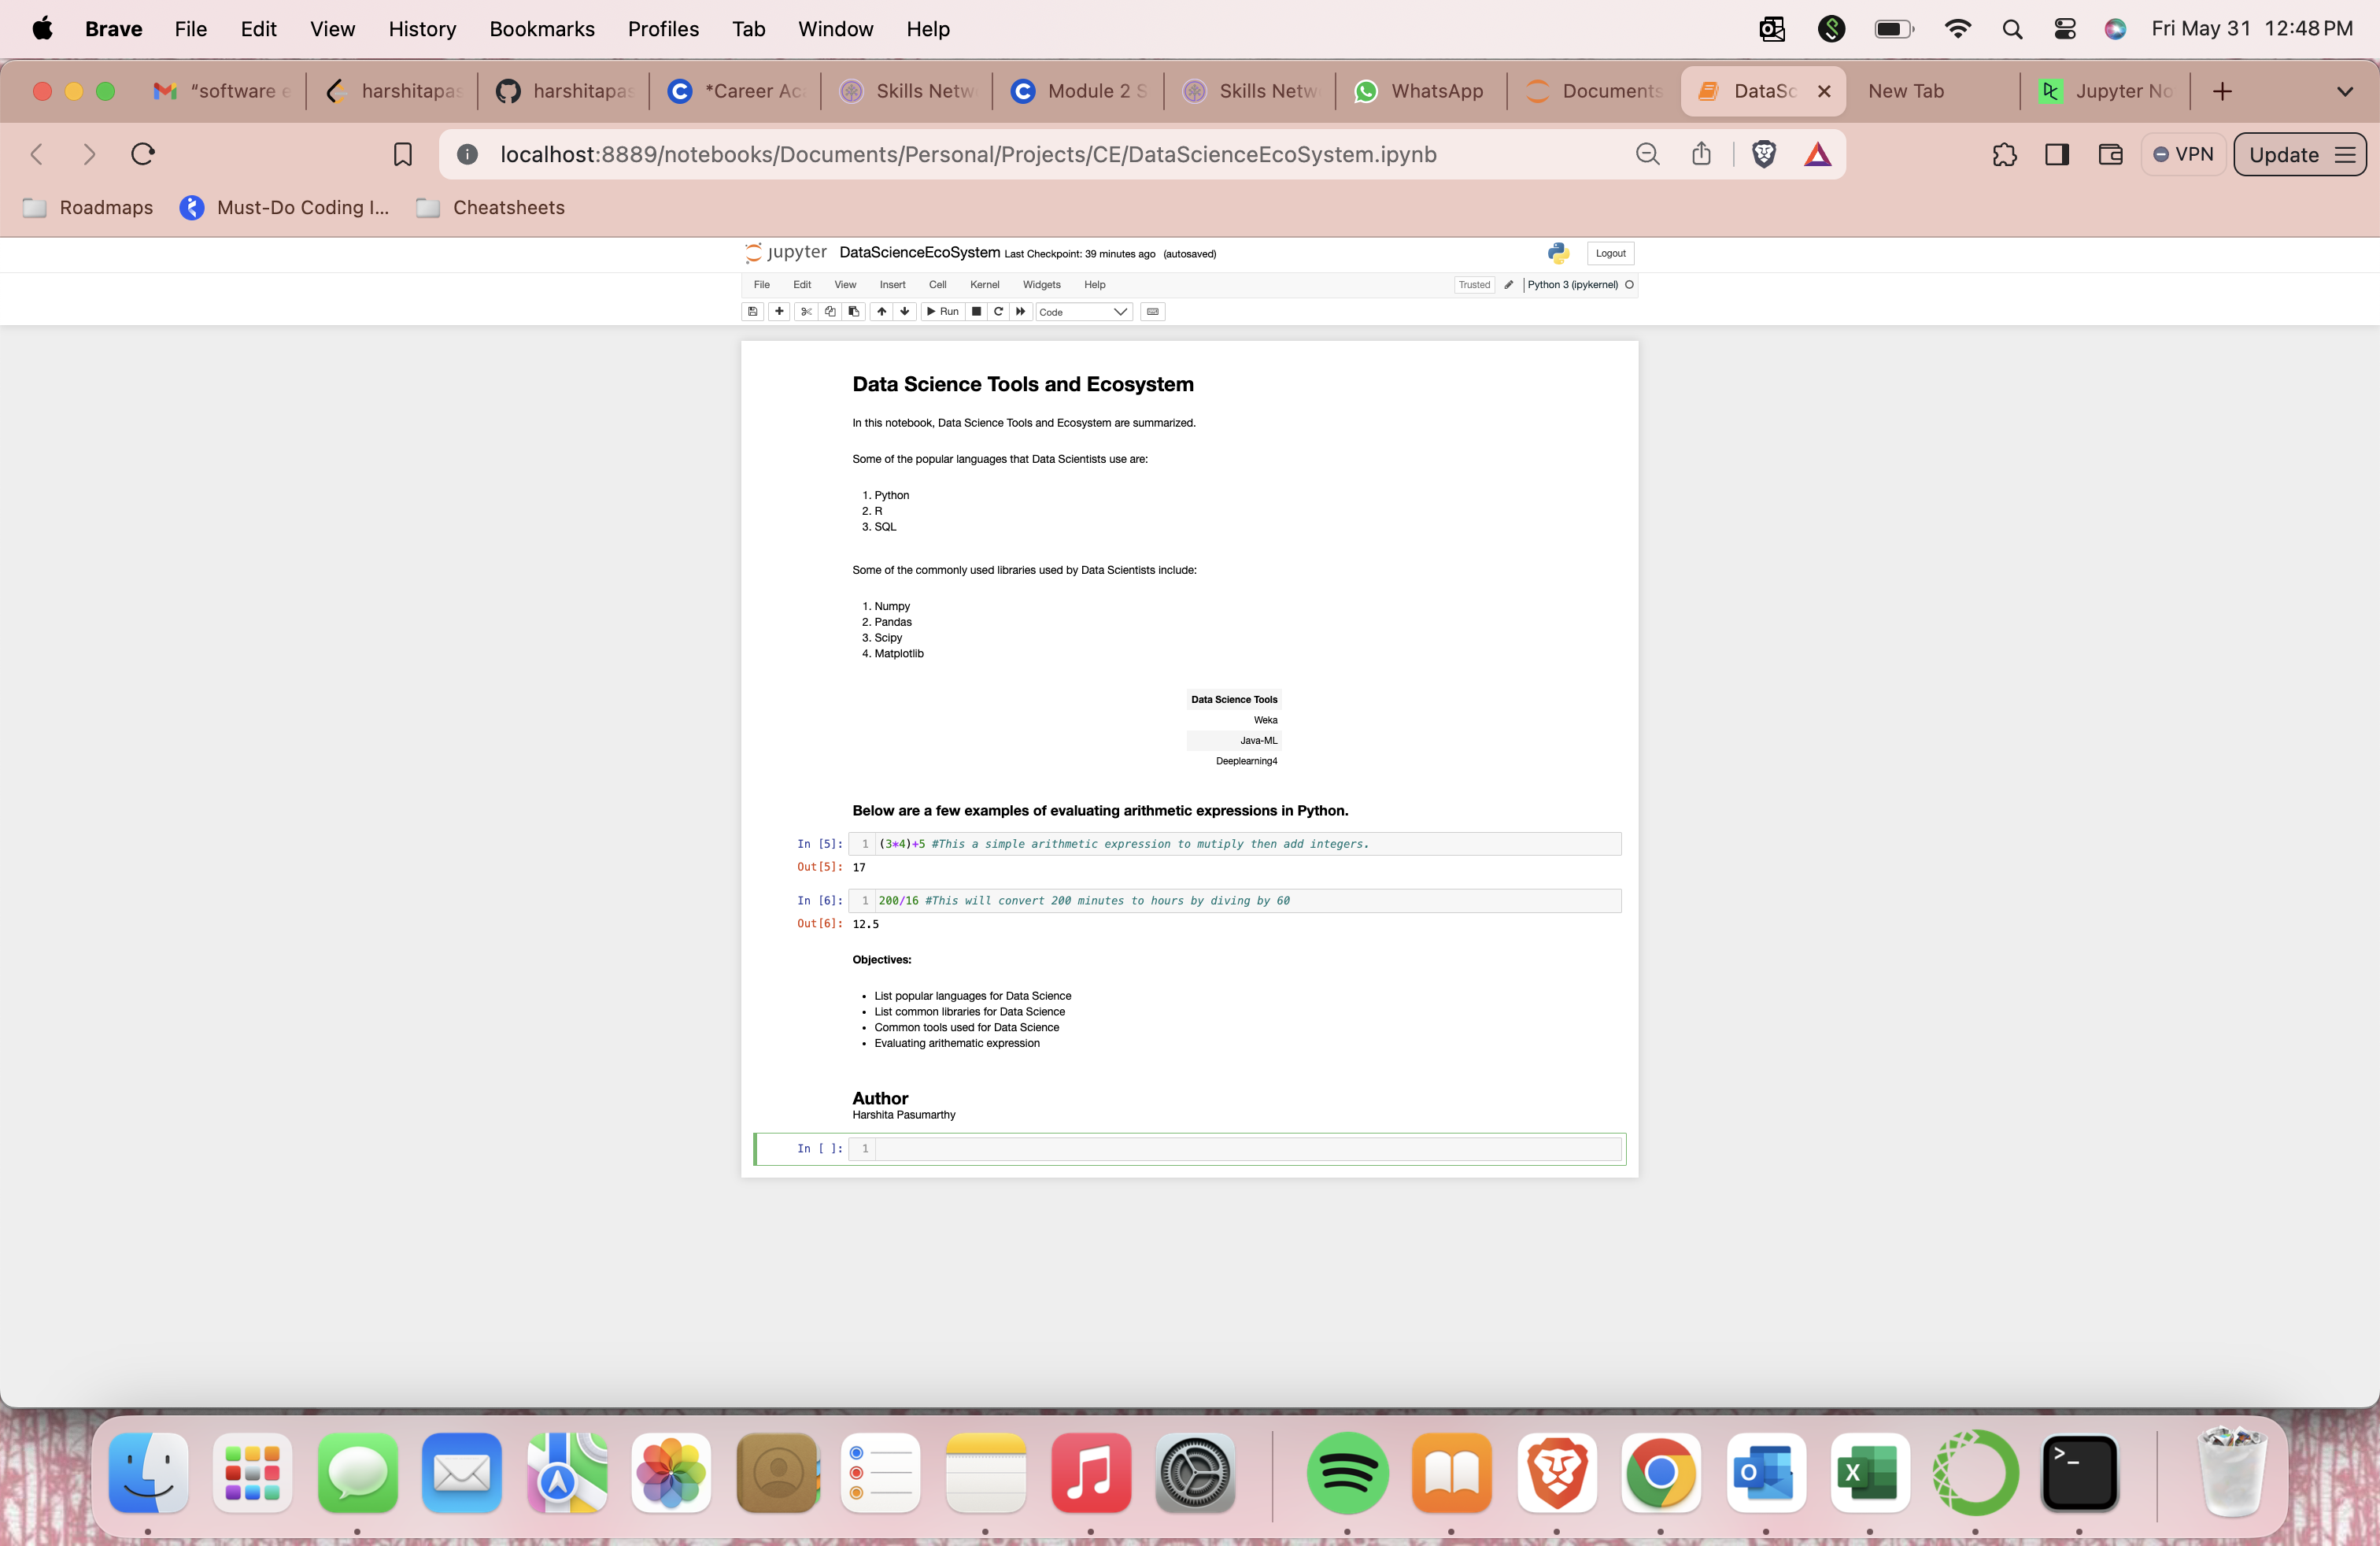 Brave File Edit View History Bookmarks Profiles Tab Window Help Fri May 31 12:48 PM
"software e harshitapas harshitapas *Career Ac Skills Netw Module 2 S Skills Netw WhatsApp Documents DataSc New Tab Jupyter No
localhost:8889/notebooks/Documents/Personal/Projects/CE/DataScienceEcoSystem.ipynb VPN Update
Roadmaps Must-Do Coding I... Cheatsheets
jupyter DataScienceEcoSystem Last Checkpoint: 39 minutes ago (autosaved) Logout
File Edit View Insert Cell Kernel Widgets Help Trusted Python 3 (ipykernel)
Run Code
Data Science Tools and Ecosystem
In this notebook, Data Science Tools and Ecosystem are summarized.
Some of the popular languages that Data Scientists use are:
1. Python
2. R
3. SQL
Some of the commonly used libraries used by Data Scientists include:
1. Numpy
2. Pandas
3. Scipy
4. Matplotlib
Data Science Tools
Weka
Java-ML
Deeplearning4
Below are a few examples of evaluating arithmetic expressions in Python.
In [5]: 1 (3*4)+5 #This a simple arithmetic expression to mutiply then add integers.
Out[5]: 17
In [6]: 1 200/16 #This will convert 200 minutes to hours by diving by 60
Out[6]: 12.5
Objectives:
• List popular languages for Data Science
• List common libraries for Data Science
• Common tools used for Data Science
• Evaluating arithematic expression
Author
Harshita Pasumarthy
In [ ]: 1